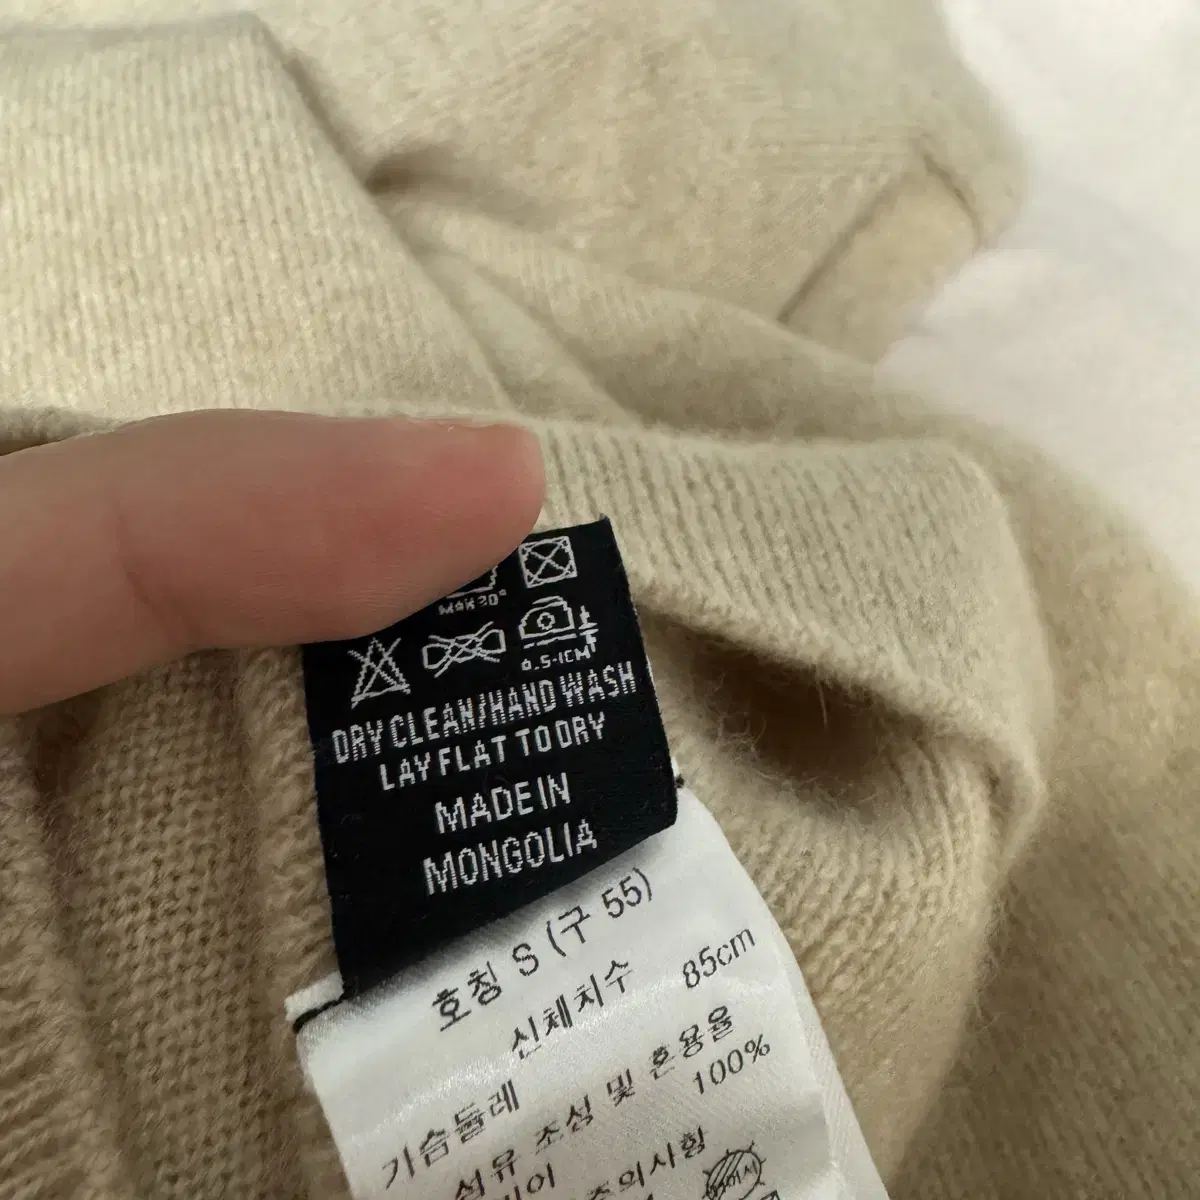 MAX 30°
0.5-1CM
DRY CLEAN/HAND WASH
LAY FLAT TO DRY
MADE IN
MONGOLIA
호칭 S (구 55)
신체치수
가슴둘레 85cm
섬유 조성 및 혼용율
100%